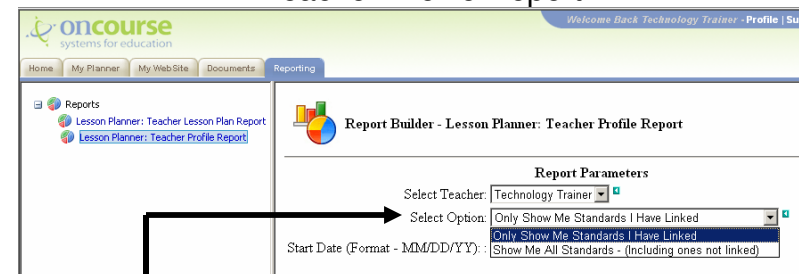 oncourse
systems for education
Welcome Back Technology Trainer - Profile | Su
Home My Planner My Web Site Documents Reporting
Reports
Lesson Planner: Teacher Lesson Plan Report
Lesson Planner: Teacher Profile Report
Report Builder - Lesson Planner: Teacher Profile Report
Report Parameters
Select Teacher: Technology Trainer
Select Option: Only Show Me Standards I Have Linked
Only Show Me Standards I Have Linked
Show Me All Standards - (Including ones not linked)
Start Date (Format - MM/DD/YY): :